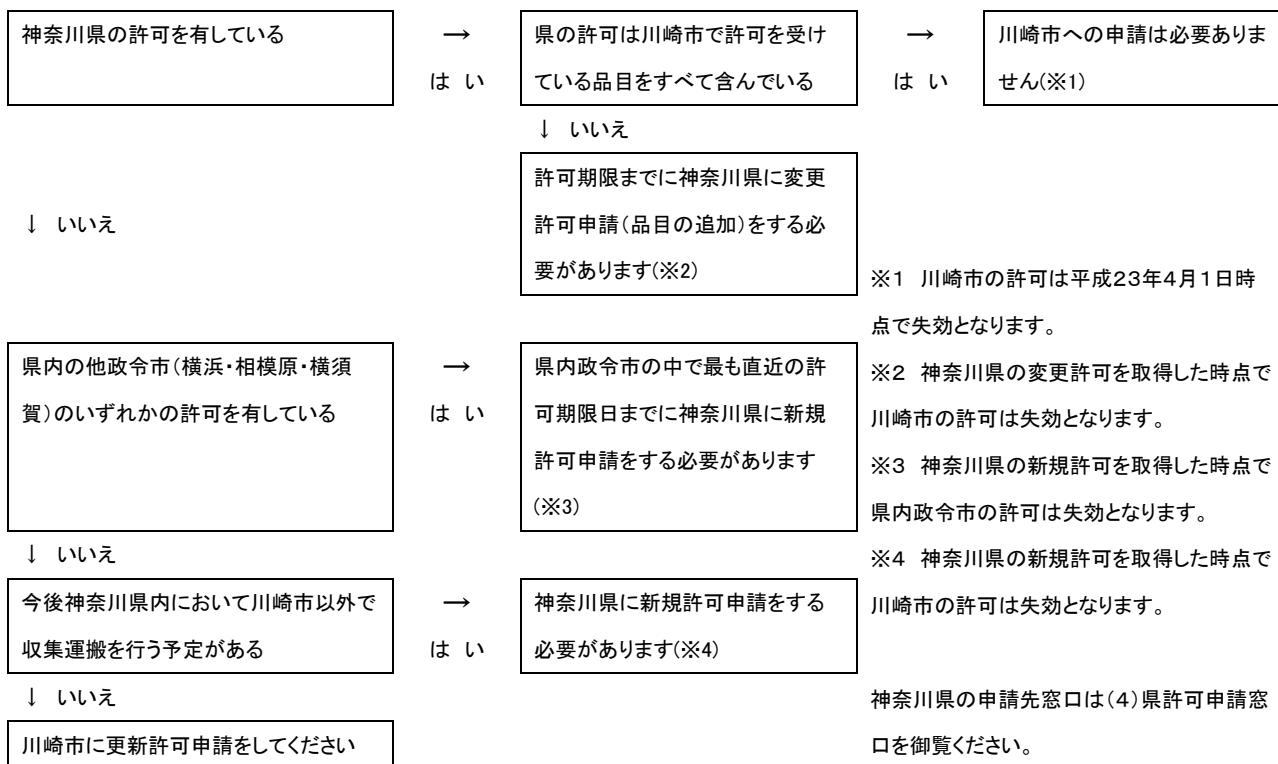 神奈川県の許可を有している
→
は い
県の許可は川崎市で許可を受け
ている品目をすべて含んでいる
→
は い
川崎市への申請は必要ありま
せん(※1)
↓ いいえ
許可期限までに神奈川県に変更
許可申請(品目の追加)をする必
要があります(※2)
↓ いいえ
県内の他政令市(横浜・相模原・横須
賀)のいずれかの許可を有している
→
は い
県内政令市の中で最も直近の許
可期限日までに神奈川県に新規
許可申請をする必要があります
(※3)
↓ いいえ
今後神奈川県内において川崎市以外で
収集運搬を行う予定がある
→
は い
神奈川県に新規許可申請をする
必要があります(※4)
↓ いいえ
川崎市に更新許可申請をしてください
※1 川崎市の許可は平成23年4月1日時
点で失効となります。
※2 神奈川県の変更許可を取得した時点で
川崎市の許可は失効となります。
※3 神奈川県の新規許可を取得した時点で
県内政令市の許可は失効となります。
※4 神奈川県の新規許可を取得した時点で
川崎市の許可は失効となります。
神奈川県の申請先窓口は(4)県許可申請窓
口を御覧ください。